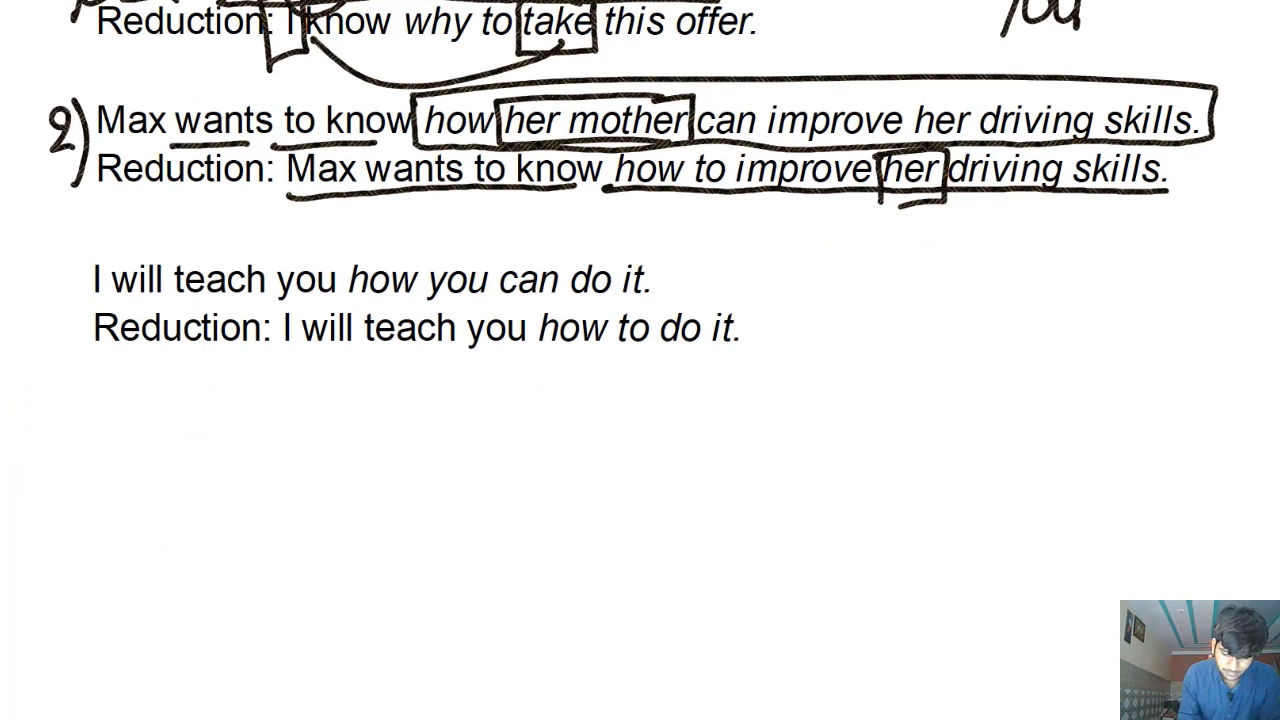 Reduction: I know why to take this offer.
you
2) Max wants to know how her mother can improve her driving skills.
Reduction: Max wants to know how to improve her driving skills.
I will teach you how you can do it.
Reduction: I will teach you how to do it.